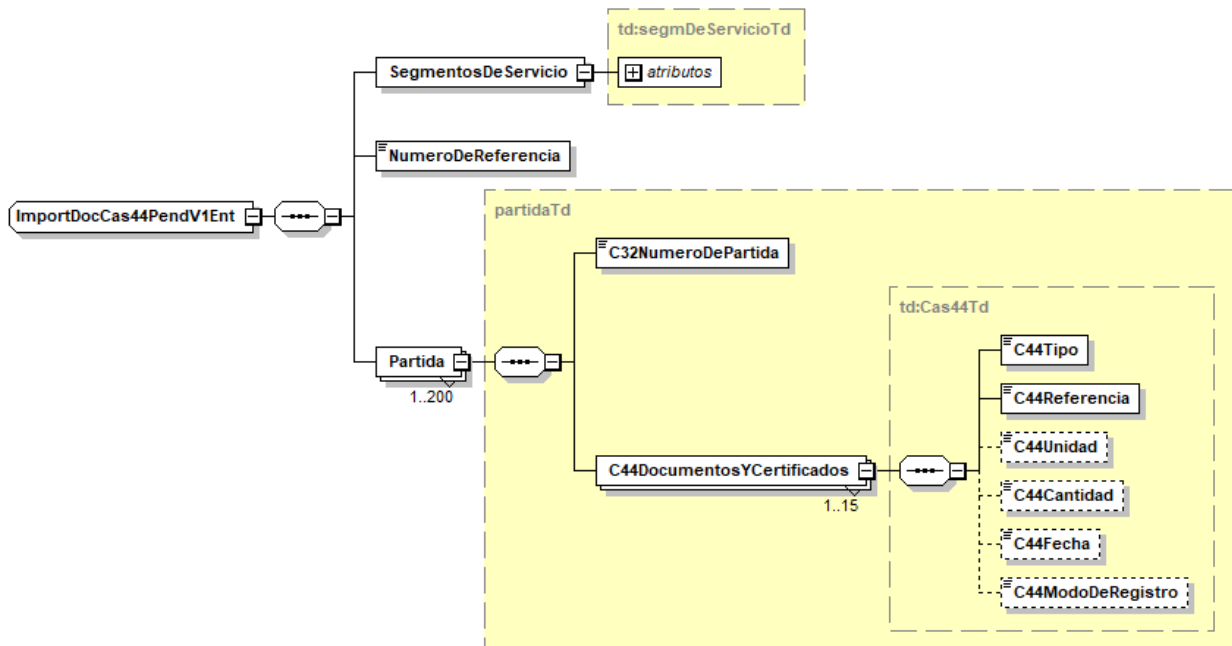 td:segmDeServicioTd
SegmentosDeServicio
atributos
NumeroDeReferencia
ImportDocCas44PendV1Ent
partidaTd
C32NumeroDePartida
td:Cas44Td
C44Tipo
Partida
1..200
C44Referencia
C44Unidad
C44DocumentosYCertificados
1..15
C44Cantidad
C44Fecha
C44ModoDeRegistro